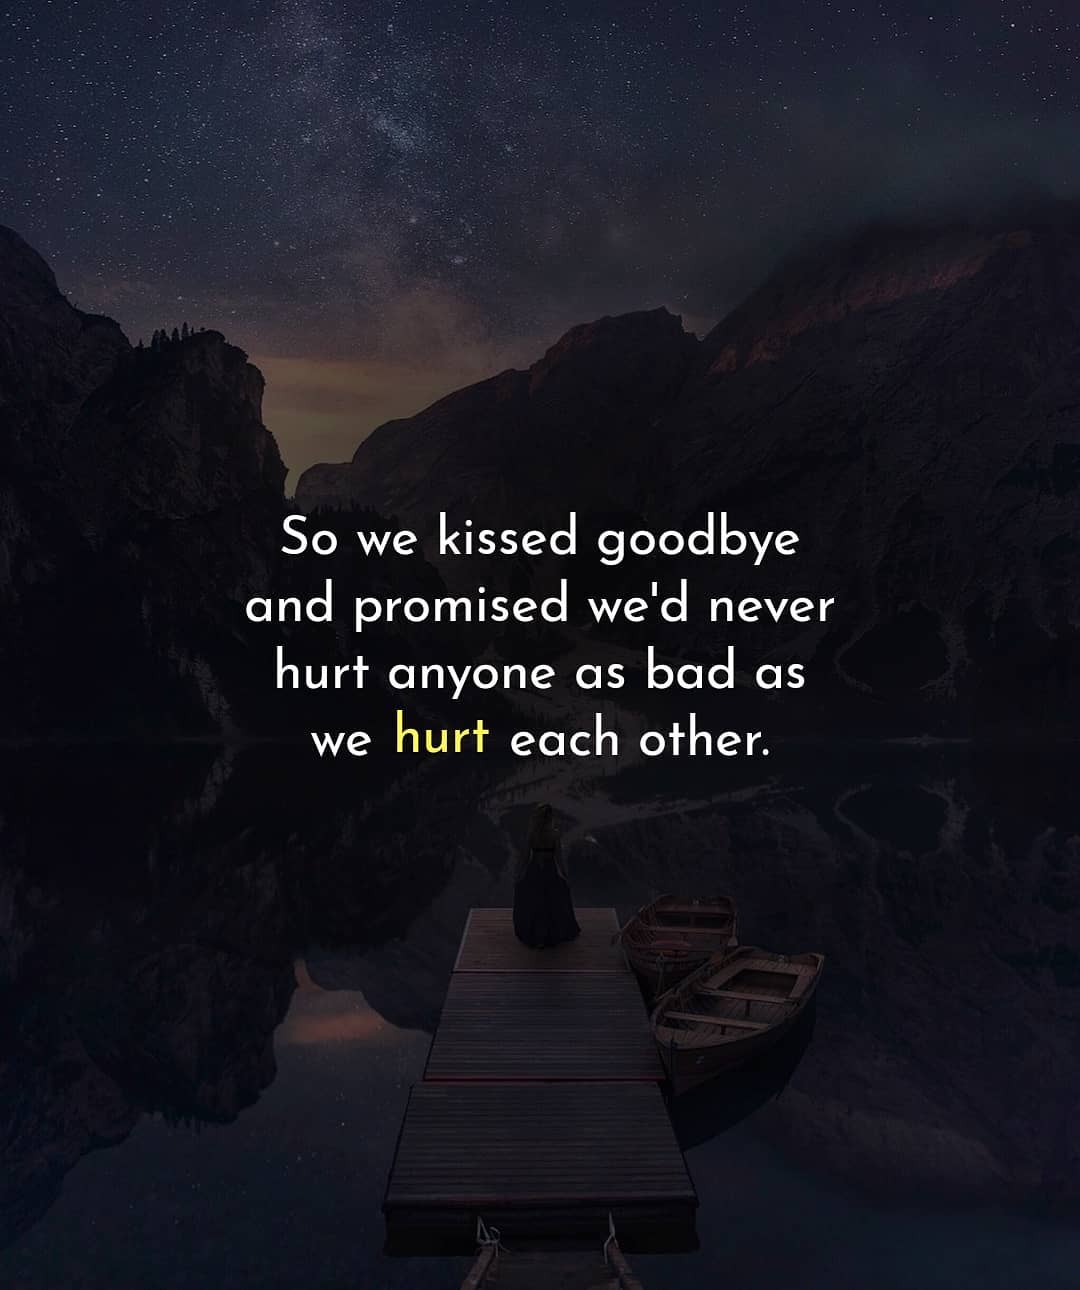 So we kissed goodbye
and promised we'd never
hurt anyone as bad as
we hurt each other.